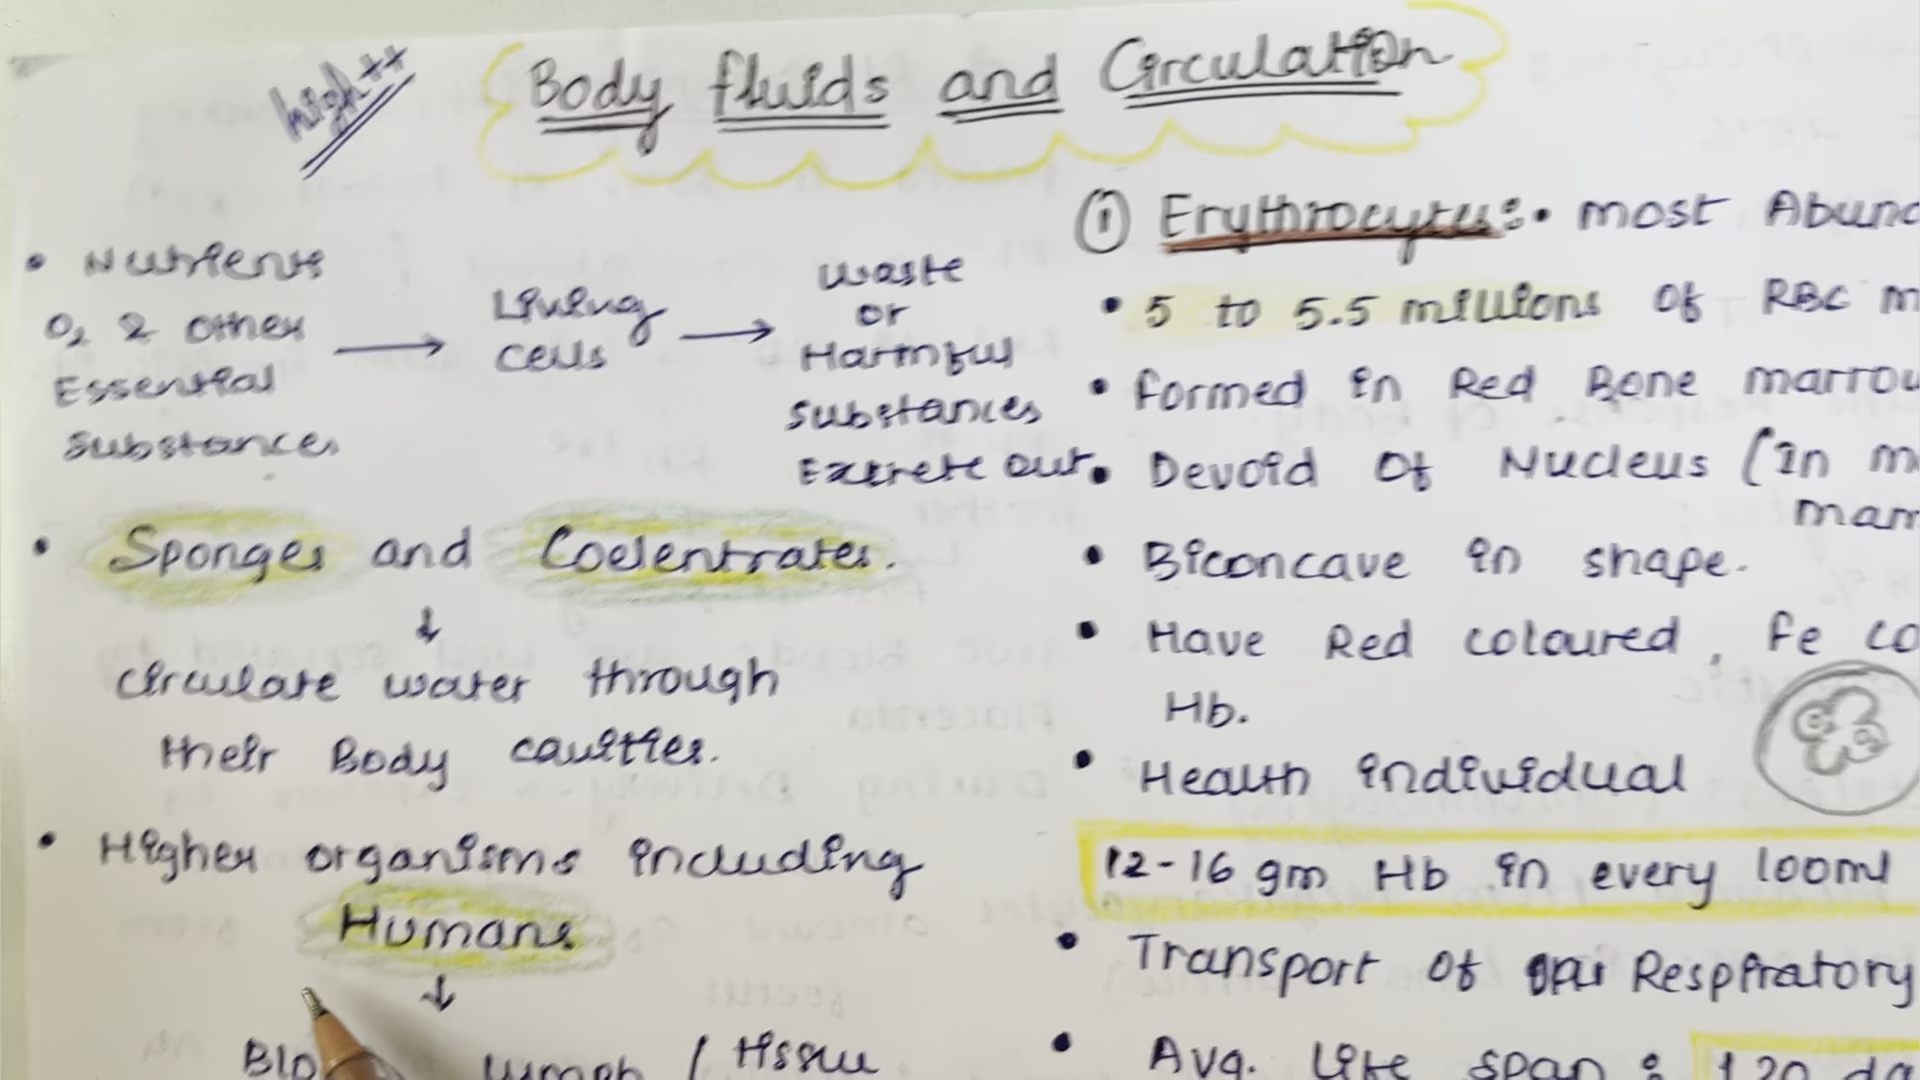 high++
Body fluids and Circulation
• Nutrients
O2 & other
Essential
Substances
→ Living
cells →
waste
or
Harmful
substances
Excrete out
• Sponges and Coelentrates.
↓
circulate water through
their Body cavities.
• Higher organisms including
Humans
↓
lymph / Tissue
① Erythrocytes: • most Abund
• 5 to 5.5 millions Of RBC m
• formed in Red Bone marrow
• Devoid Of Nucleus (In m
mam
• Biconcave in shape.
• Have Red coloured, fe co
Hb.
• Health individual
12-16 gm Hb in every 100ml
• Transport Of Respiratory
• Avg. life span : 120 da